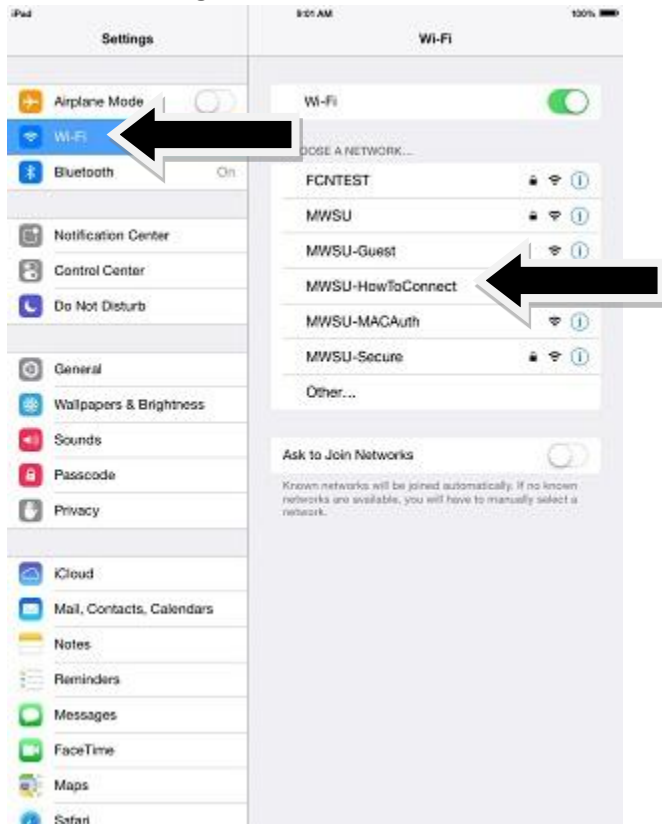 iPad
9:01 AM
100%
Settings
Wi-Fi
Airplane Mode
Wi-Fi
Bluetooth
On
Notification Center
Control Center
Do Not Disturb
General
Wallpapers & Brightness
Sounds
Passcode
Privacy
iCloud
Mail, Contacts, Calendars
Notes
Reminders
Messages
FaceTime
Maps
Safari
Wi-Fi
OOSE A NETWORK...
FCNTEST
MWSU
MWSU-Guest
MWSU-HowToConnect
MWSU-MACAuth
MWSU-Secure
Other...
Ask to Join Networks
Known networks will be joined automatically. If no known
networks are available, you will have to manually select a
network.